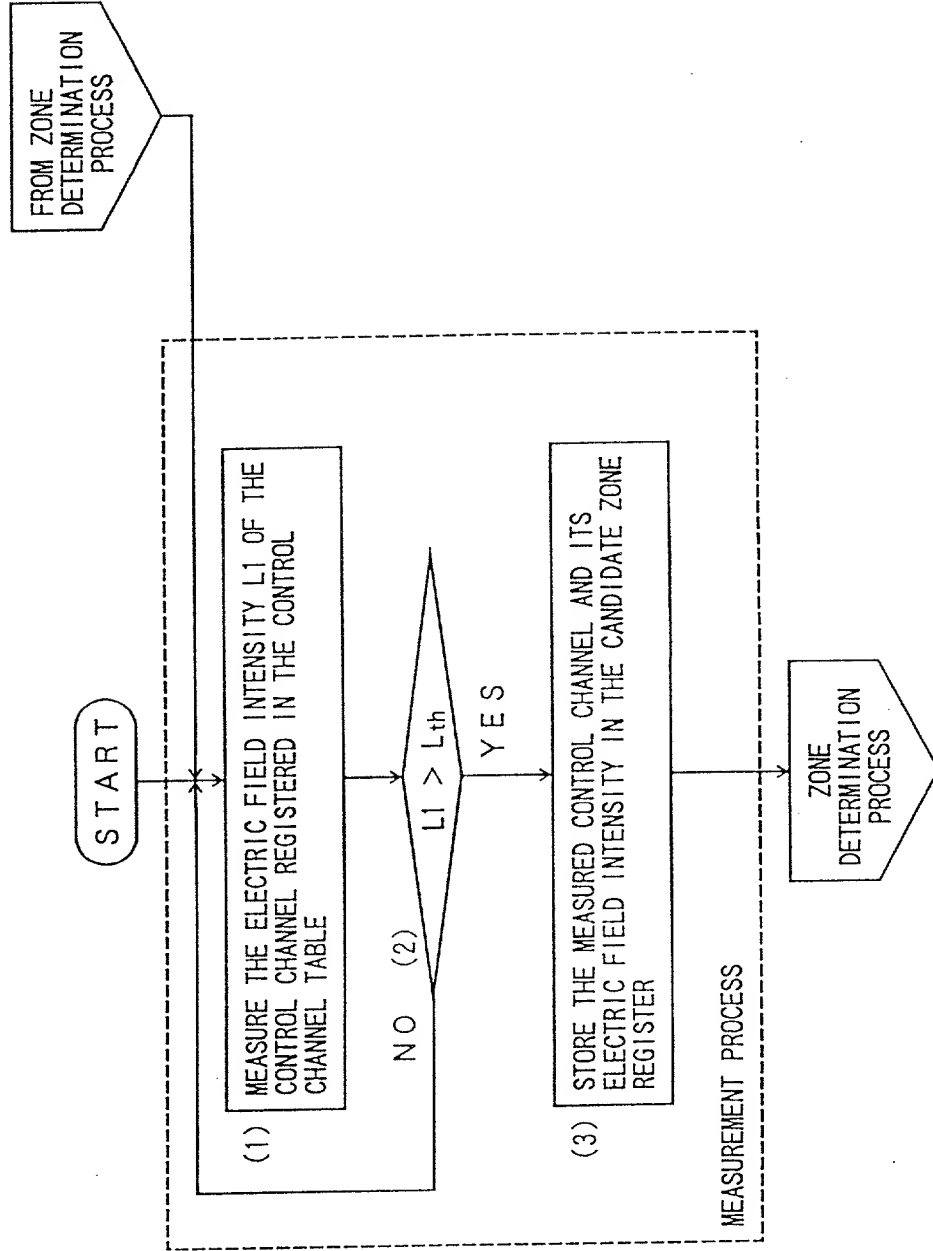 FROM ZONE
DETERMINATION
PROCESS
START
(1)
MEASURE THE ELECTRIC FIELD INTENSITY L1 OF THE
CONTROL CHANNEL REGISTERED IN THE CONTROL
CHANNEL TABLE
NO (2)
L1 > Lth
YES
(3)
STORE THE MEASURED CONTROL CHANNEL AND ITS
ELECTRIC FIELD INTENSITY IN THE CANDIDATE ZONE
REGISTER
MEASUREMENT PROCESS
ZONE
DETERMINATION
PROCESS